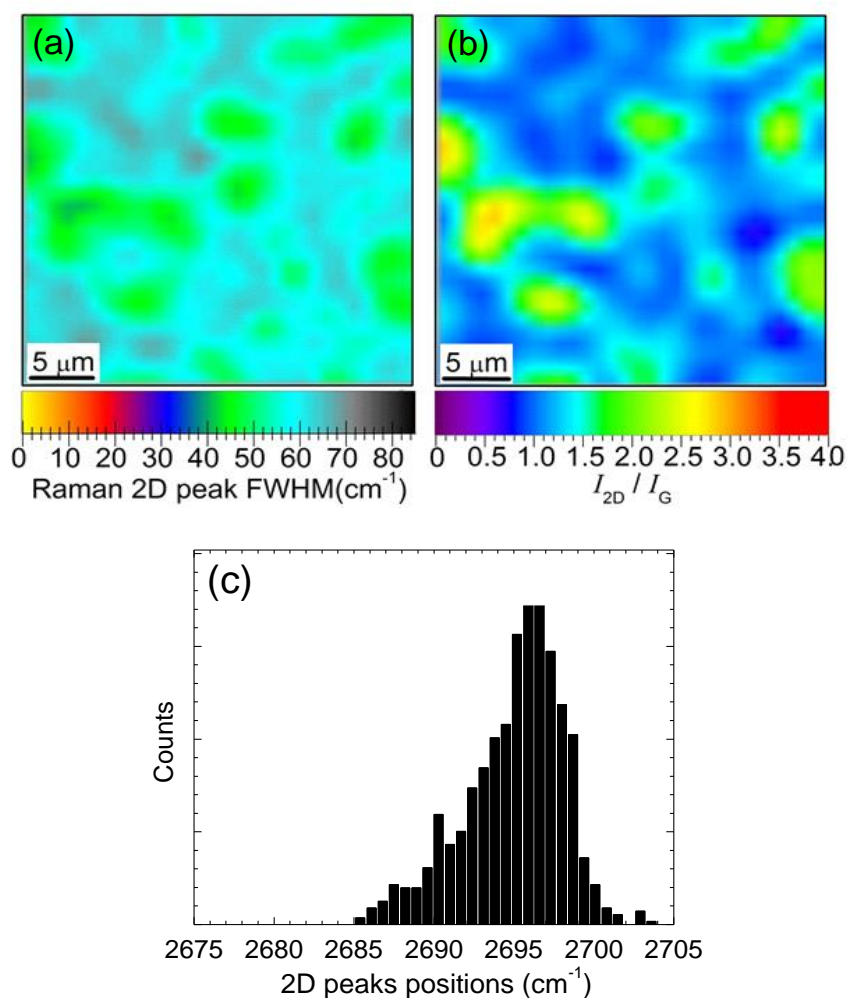 (a) (b)
5 μm 5 μm
0 10 20 30 40 50 60 70 80 0 0.5 1.0 1.5 2.0 2.5 3.0 3.5 4.0
Raman 2D peak FWHM(cm⁻¹) I₂D / I_G
(c)
Counts
2675 2680 2685 2690 2695 2700 2705
2D peaks positions (cm⁻¹)